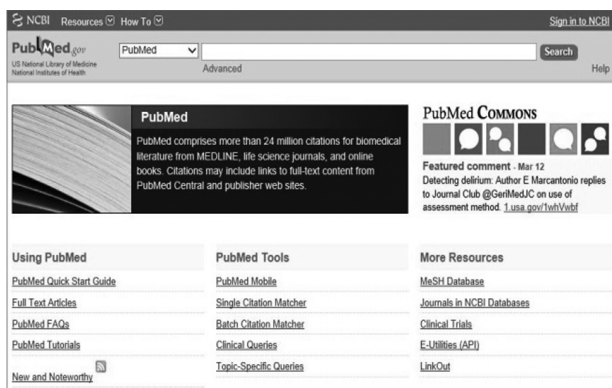 NCBI Resources How To Sign in to NCBI
PubMed.gov
US National Library of Medicine
National Institutes of Health
PubMed
Search
Advanced
Help
PubMed
PubMed comprises more than 24 million citations for biomedical
literature from MEDLINE, life science journals, and online
books. Citations may include links to full-text content from
PubMed Central and publisher web sites.
PubMed COMMONS
Featured comment - Mar 12
Detecting delirium: Author E Marcantonio replies
to Journal Club @GeriMedJC on use of
assessment method. 1.usa.gov/1whVwbf
Using PubMed
PubMed Quick Start Guide
Full Text Articles
PubMed FAQs
PubMed Tutorials
New and Noteworthy
PubMed Tools
PubMed Mobile
Single Citation Matcher
Batch Citation Matcher
Clinical Queries
Topic-Specific Queries
More Resources
MeSH Database
Journals in NCBI Databases
Clinical Trials
E-Utilities (API)
LinkOut